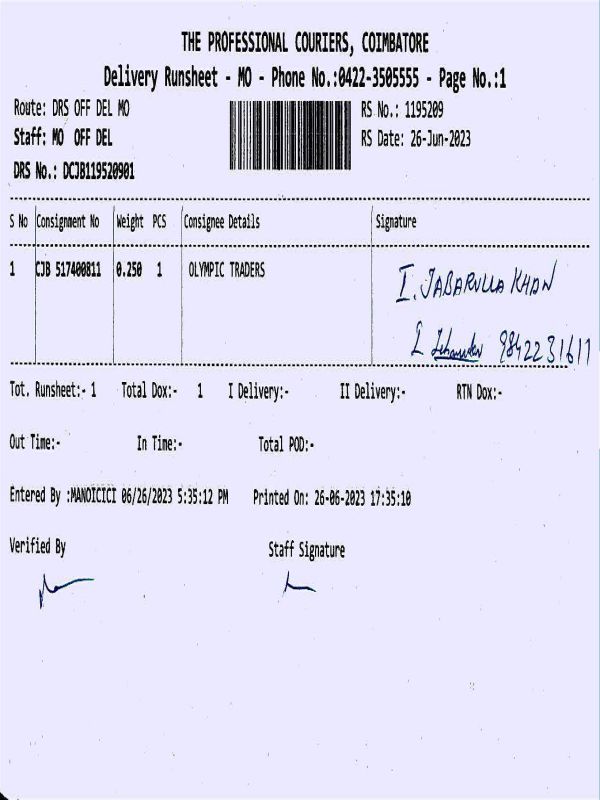 THE PROFESSIONAL COURIERS, COIMBATORE
Delivery Runsheet - MO - Phone No.:0422-3505555 - Page No.:1
Route: DRS OFF DEL MO
RS No.: 1195209
Staff: MO OFF DEL
RS Date: 26-Jun-2023
DRS No.: DCJB119520901
S No Consignment No Weight PCS Consignee Details Signature
1 CJB 517400811 0.250 1 OLYMPIC TRADERS
I. JABARULLA KHAN
9842231617
Tot. Runsheet:- 1 Total Dox:- 1 I Delivery:- II Delivery:- RTN Dox:-
Out Time:- In Time:- Total POD:-
Entered By :MANOICICI 06/26/2023 5:35:12 PM Printed On: 26-06-2023 17:35:10
Verified By Staff Signature